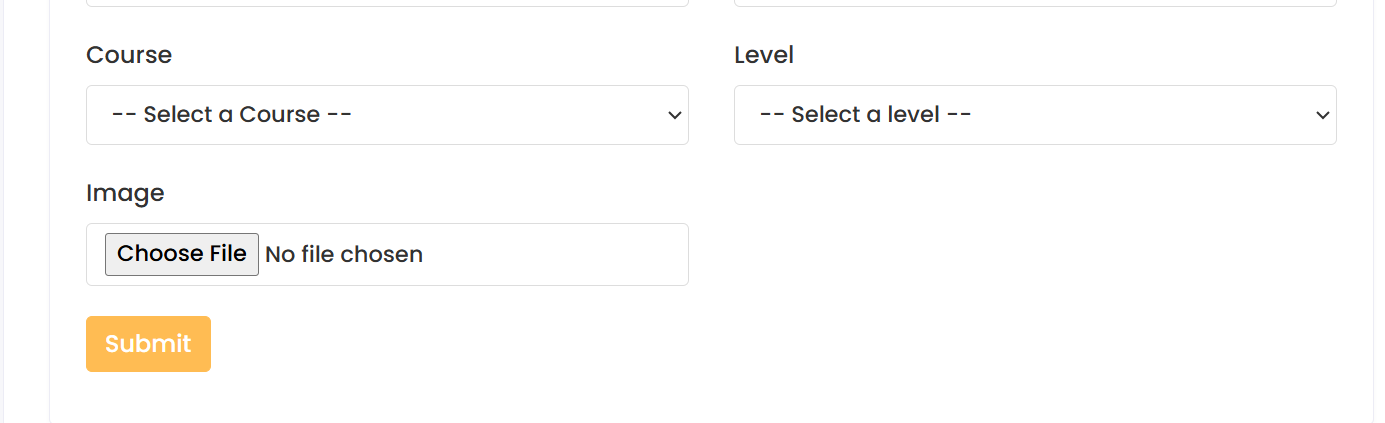 Course
Level
-- Select a Course --
-- Select a level --
Image
Choose File No file chosen
Submit